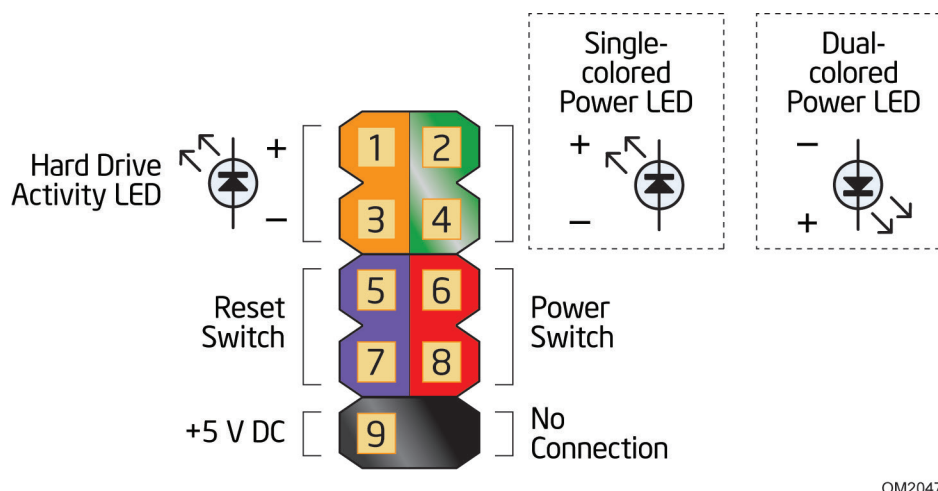 Single-
colored
Power LED
Dual-
colored
Power LED
Hard Drive
Activity LED
+
−
1
2
3
4
+
−
−
+
Reset
Switch
5
6
7
8
Power
Switch
+5 V DC
9
No
Connection
OM2047